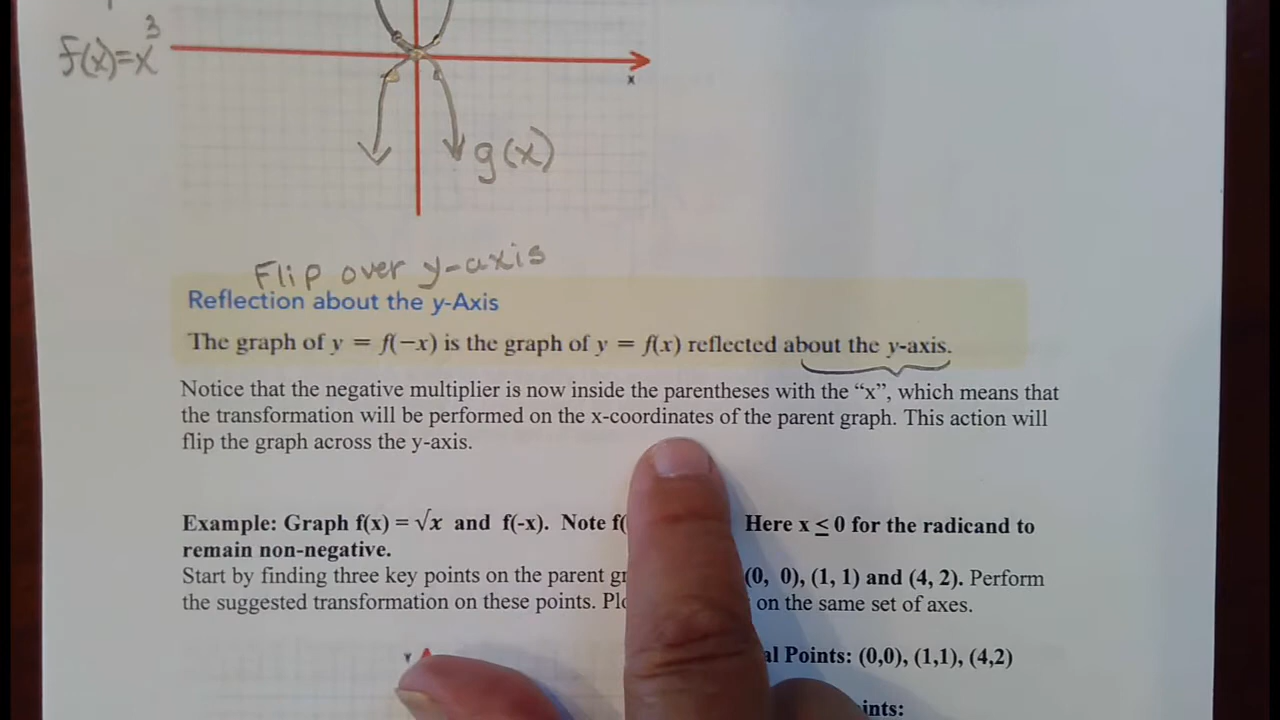 f(x)=x³
x
g(x)
Flip over y-axis
Reflection about the y-Axis
The graph of y = f(−x) is the graph of y = f(x) reflected about the y-axis.
Notice that the negative multiplier is now inside the parentheses with the “x”, which means that
the transformation will be performed on the x-coordinates of the parent graph. This action will
flip the graph across the y-axis.
Example: Graph f(x) = √x and f(-x). Note f( Here x ≤ 0 for the radicand to
remain non-negative.
Start by finding three key points on the parent (0, 0), (1, 1) and (4, 2). Perform
the suggested transformation on these points. on the same set of axes.
Y
Points: (0,0), (1,1), (4,2)